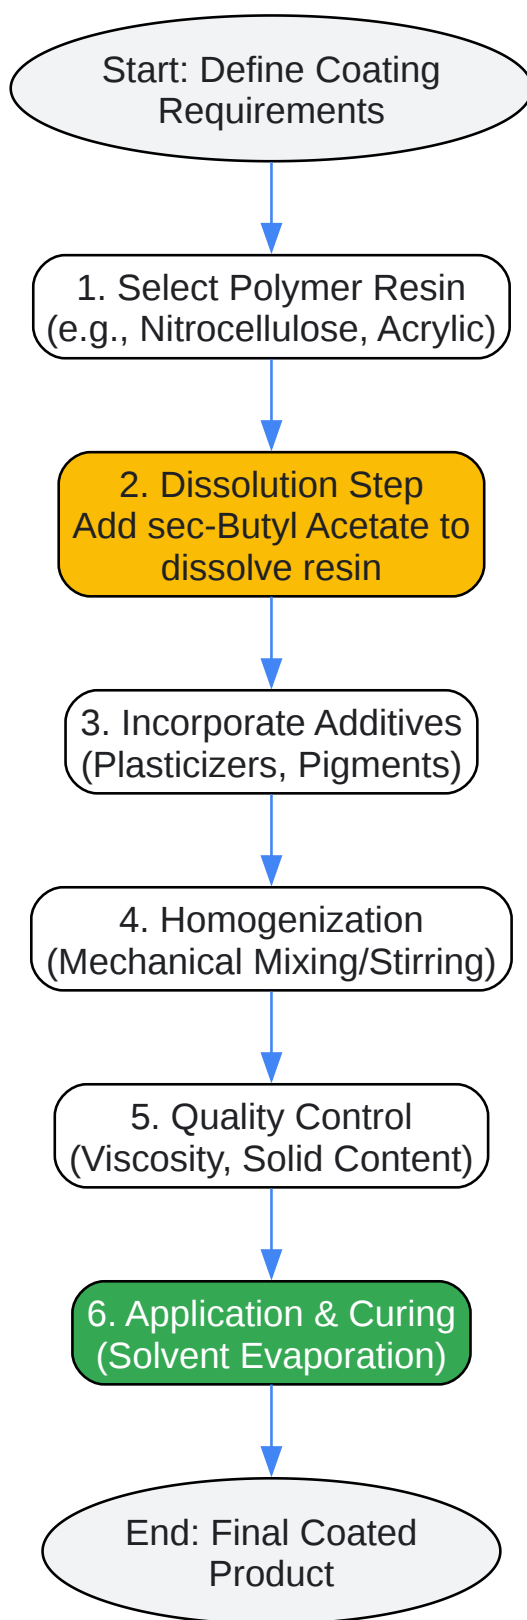 Start: Define Coating
Requirements
1. Select Polymer Resin
(e.g., Nitrocellulose, Acrylic)
2. Dissolution Step
Add sec-Butyl Acetate to
dissolve resin
3. Incorporate Additives
(Plasticizers, Pigments)
4. Homogenization
(Mechanical Mixing/Stirring)
5. Quality Control
(Viscosity, Solid Content)
6. Application & Curing
(Solvent Evaporation)
End: Final Coated
Product